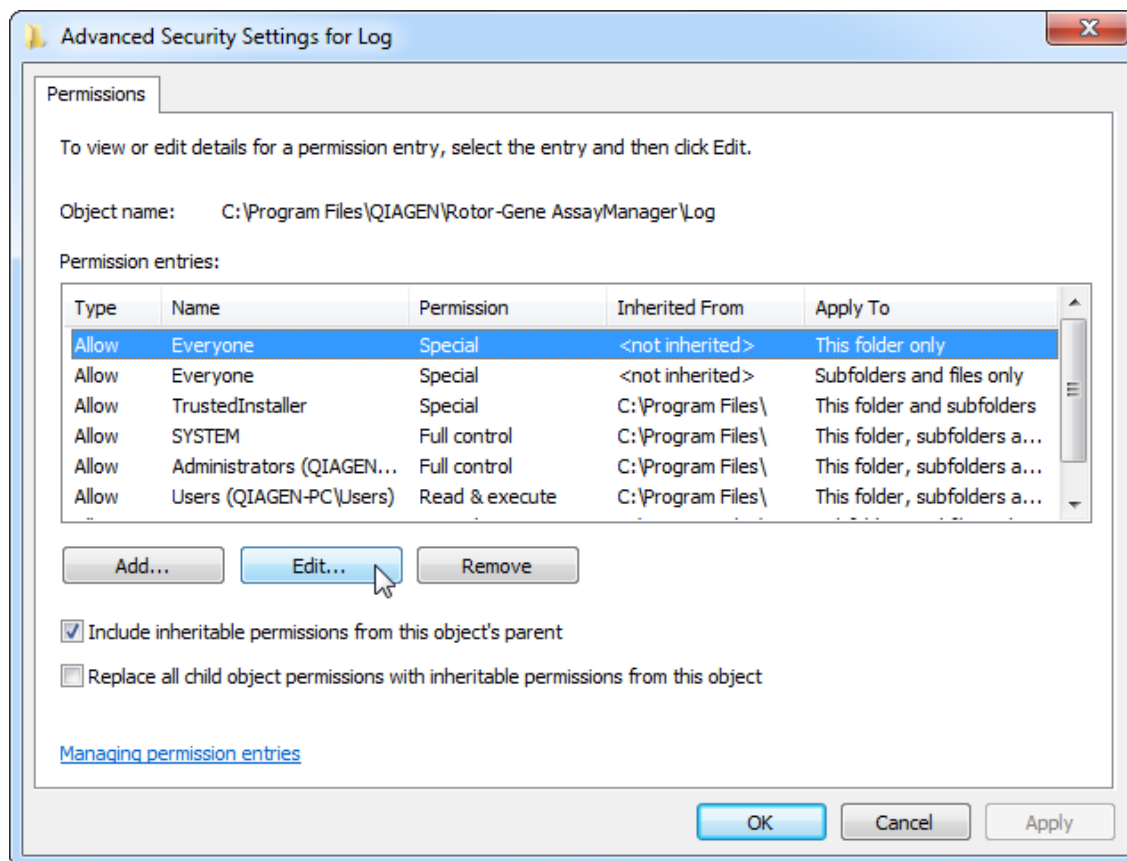 Advanced Security Settings for Log
Permissions
To view or edit details for a permission entry, select the entry and then click Edit.
Object name: C:\Program Files\QIAGEN\Rotor-Gene AssayManager\Log
Permission entries:
Type Name Permission Inherited From Apply To
Allow Everyone Special <not inherited> This folder only
Allow Everyone Special <not inherited> Subfolders and files only
Allow TrustedInstaller Special C:\Program Files\ This folder and subfolders
Allow SYSTEM Full control C:\Program Files\ This folder, subfolders a...
Allow Administrators (QIAGEN... Full control C:\Program Files\ This folder, subfolders a...
Allow Users (QIAGEN-PC\Users) Read & execute C:\Program Files\ This folder, subfolders a...
Add... Edit... Remove
Include inheritable permissions from this object's parent
Replace all child object permissions with inheritable permissions from this object
Managing permission entries
OK Cancel Apply